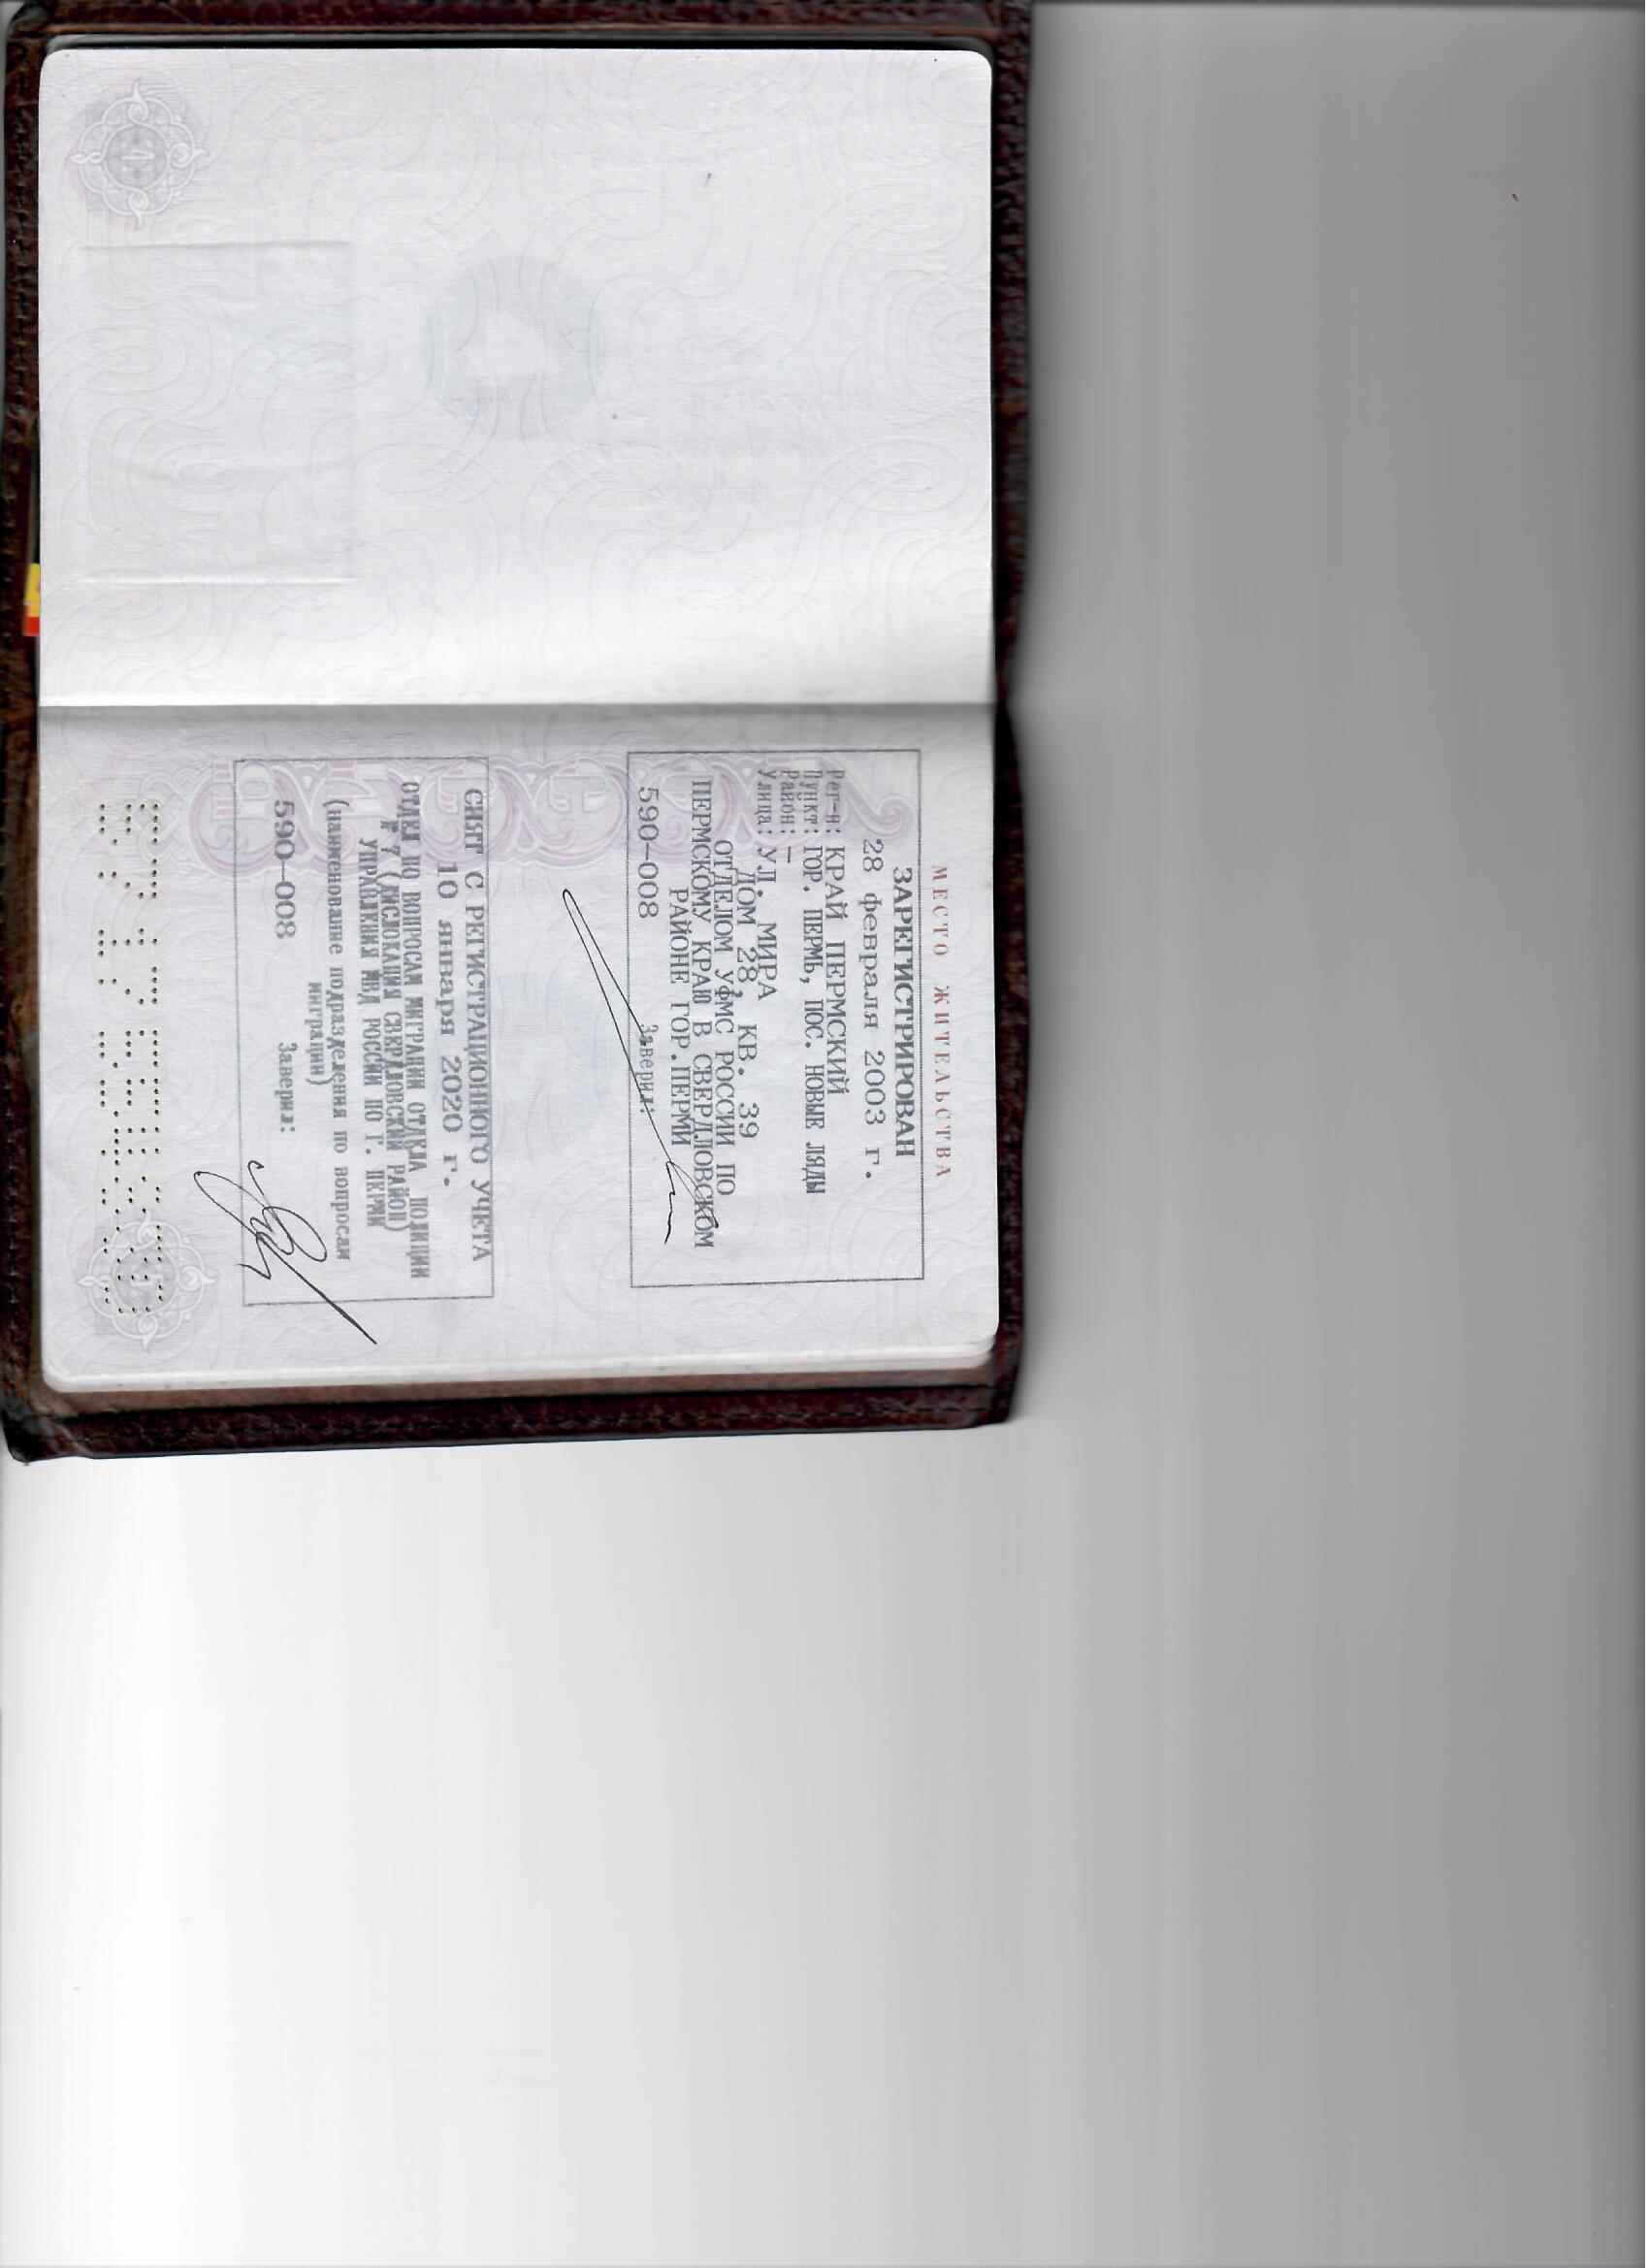 МЕСТО ЖИТЕЛЬСТВА
ЗАРЕГИСТРИРОВАН
28 февраля 2003 г.
Рег-н: КРАЙ ПЕРМСКИЙ
Пункт: ГОР. ПЕРМЬ, ПОС. НОВЫЕ ЛЯДЫ
Район: –
Улица: УЛ. МИРА
ДОМ 28, КВ. 39
ОТДЕЛОМ УФМС РОССИИ ПО
ПЕРМСКОМУ КРАЮ В СВЕРДЛОВСКОМ
РАЙОНЕ ГОР.ПЕРМИ
590-008 Заверил:
СНЯТ С РЕГИСТРАЦИОННОГО УЧЕТА
10 января 2020 г.
ОТДЕЛ ПО ВОПРОСАМ МИГРАЦИИ ОТДЕЛА ПОЛИЦИИ
№ 7 (ДИСЛОКАЦИЯ СВЕРДЛОВСКИЙ РАЙОН)
УПРАВЛЕНИЯ МВД РОССИИ ПО Г. ПЕРМИ
(наименование подразделения по вопросам
миграции)
590-008 Заверил: